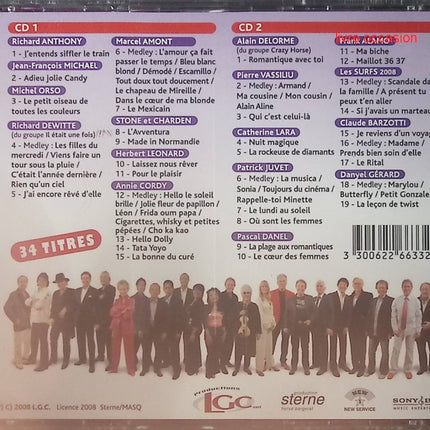 CD 1
Richard ANTHONY
1 - J'entends siffler le train
Jean-François MICHAEL
2 - Adieu Jolie Candy
Michel ORSO
3 - Le petit oiseau de
toutes les couleurs
Richard DEWITTE
(du groupe Il était une fois)
4 - Medley : Les filles du
mercredi / Viens faire un
tour sous la pluie /
C'était l'année dernière /
Rien qu'un ciel
5 - J'ai encore rêvé d'elle
34 TITRES
Marcel AMONT
6 - Medley : L'amour ça fait
passer le temps / Bleu blanc
blond / Démodé / Escamillo /
Tout doux tout doucement /
Le chapeau de Mireille /
Dans le cœur de ma blonde
7 - Le Mexicain
STONE et CHARDEN
8 - L'Avventura
9 - Made in Normandie
Herbert LEONARD
10 - Laissez nous rêver
11 - Pour le plaisir
Annie CORDY
12 - Medley : Hello le soleil
brille / Jolie fleur de papillon /
Léon / Frida oum papa /
Cigarettes, whisky et petites
pépées / Cho ka kao
13 - Hello Dolly
14 - Tata Yoyo
15 - La bonne du curé
CD 2
Alain DELORME
(du groupe Crazy Horse)
1 - Romantique avec toi
Pierre VASSILIU
2 - Medley : Armand /
Ma cousine / Mon cousin /
Alain Aline
3 - Qui c'est celui-là
Catherine LARA
4 - Nuit magique
5 - La rockeuse de diamants
Patrick JUVET
6 - Medley : La musica /
Sonia / Toujours du cinéma /
Rappelle-toi Minette
7 - Le lundi au soleil
8 - Où sont les femmes
Pascal DANEL
9 - La plage aux romantiques
10 - Le cœur des femmes
Frank ALAMO
11 - Ma biche
12 - Maillot 36 37
Les SURFS 2008
13 - Medley : Scandale dans
la famille / A présent tu
peux t'en aller
14 - Si j'avais un marteau
Claude BARZOTTI
15 - Je reviens d'un voyage
16 - Medley : Madame /
Prends bien soin d'elle
17 - Le Rital
Danyel GÉRARD
18 - Medley : Marylou /
Butterfly / Petit Gonzales
19 - La leçon de twist
3 300622 66332
C) 2008 L.G.C. Licence 2008 Sterne/MASQ
Productions
LGC
production
sterne
hervé bergerat
NEW
NEW SERVICE
SONY B
MUSIC ENTERT